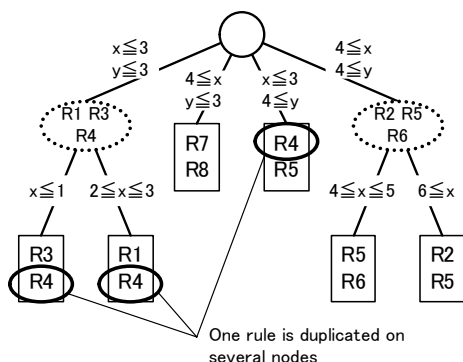 x≦3
y≦3
4≦x
y≦3
x≦3
4≦y
4≦x
4≦y
R1 R3
R4
R7
R8
R4
R5
R2 R5
R6
x≦1
2≦x≦3
4≦x≦5
6≦x
R3
R4
R1
R4
R5
R6
R2
R5
One rule is duplicated on
several nodes